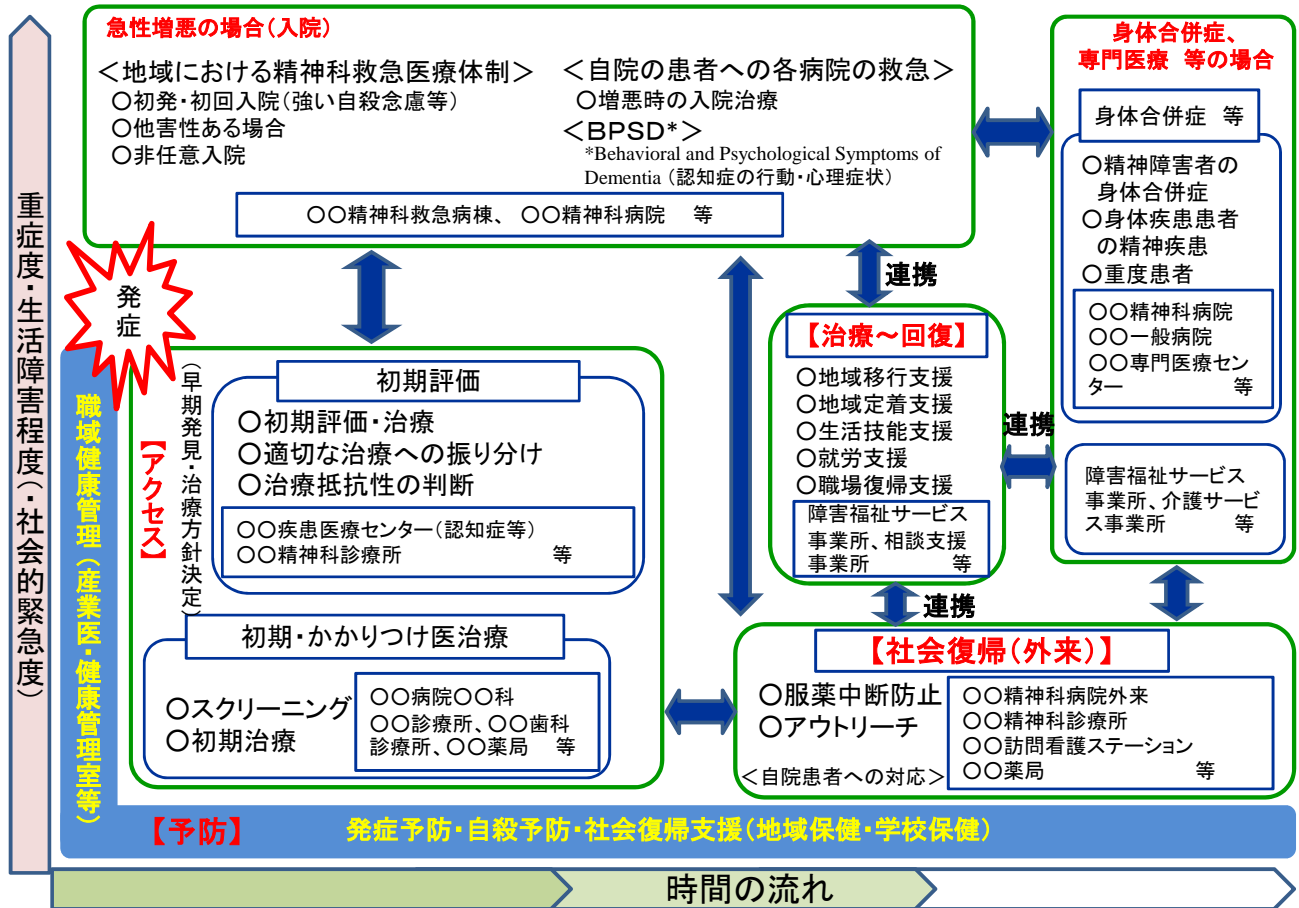 急性増悪の場合(入院)
＜地域における精神科救急医療体制＞
○初発・初回入院(強い自殺念慮等)
○他害性ある場合
○非任意入院
＜自院の患者への各病院の救急＞
○増悪時の入院治療
＜BPSD*＞
*Behavioral and Psychological Symptoms of
Dementia (認知症の行動・心理症状)
○○精神科救急病棟、 ○○精神科病院 等
身体合併症、
専門医療 等の場合
身体合併症 等
○精神障害者の
身体合併症
○身体疾患患者
の精神疾患
○重度患者
○○精神科病院
○○一般病院
○○専門医療セン
ター 等
障害福祉サービス
事業所、介護サービ
ス事業所 等
重症度・生活障害程度(・社会的緊急度)
発症
連携
【治療～回復】
○地域移行支援
○地域定着支援
○生活技能支援
○就労支援
○職場復帰支援
障害福祉サービス
事業所、相談支援
事業所 等
連携
連携
職域健康管理(産業医・健康管理室等)
【アクセス】
(早期発見・治療方針決定)
初期評価
○初期評価・治療
○適切な治療への振り分け
○治療抵抗性の判断
○○疾患医療センター(認知症等)
○○精神科診療所 等
初期・かかりつけ医治療
○スクリーニング
○初期治療
○○病院○○科
○○診療所、○○歯科
診療所、○○薬局 等
【社会復帰(外来)】
○服薬中断防止
○アウトリーチ
＜自院患者への対応＞
○○精神科病院外来
○○精神科診療所
○○訪問看護ステーション
○○薬局 等
【予防】 発症予防・自殺予防・社会復帰支援(地域保健・学校保健)
時間の流れ